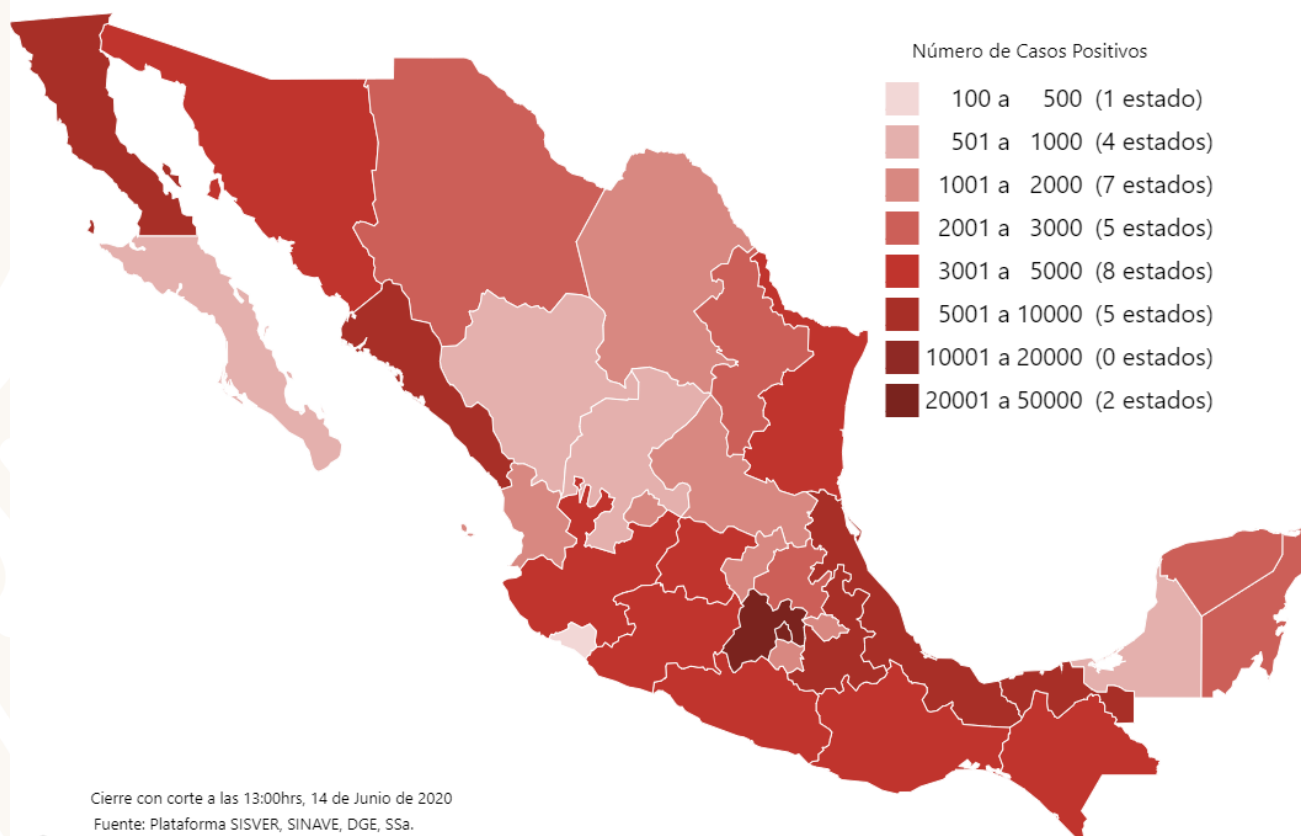 Número de Casos Positivos
100 a 500 (1 estado)
501 a 1000 (4 estados)
1001 a 2000 (7 estados)
2001 a 3000 (5 estados)
3001 a 5000 (8 estados)
5001 a 10000 (5 estados)
10001 a 20000 (0 estados)
20001 a 50000 (2 estados)
Cierre con corte a las 13:00hrs, 14 de Junio de 2020
Fuente: Plataforma SISVER, SINAVE, DGE, SSa.